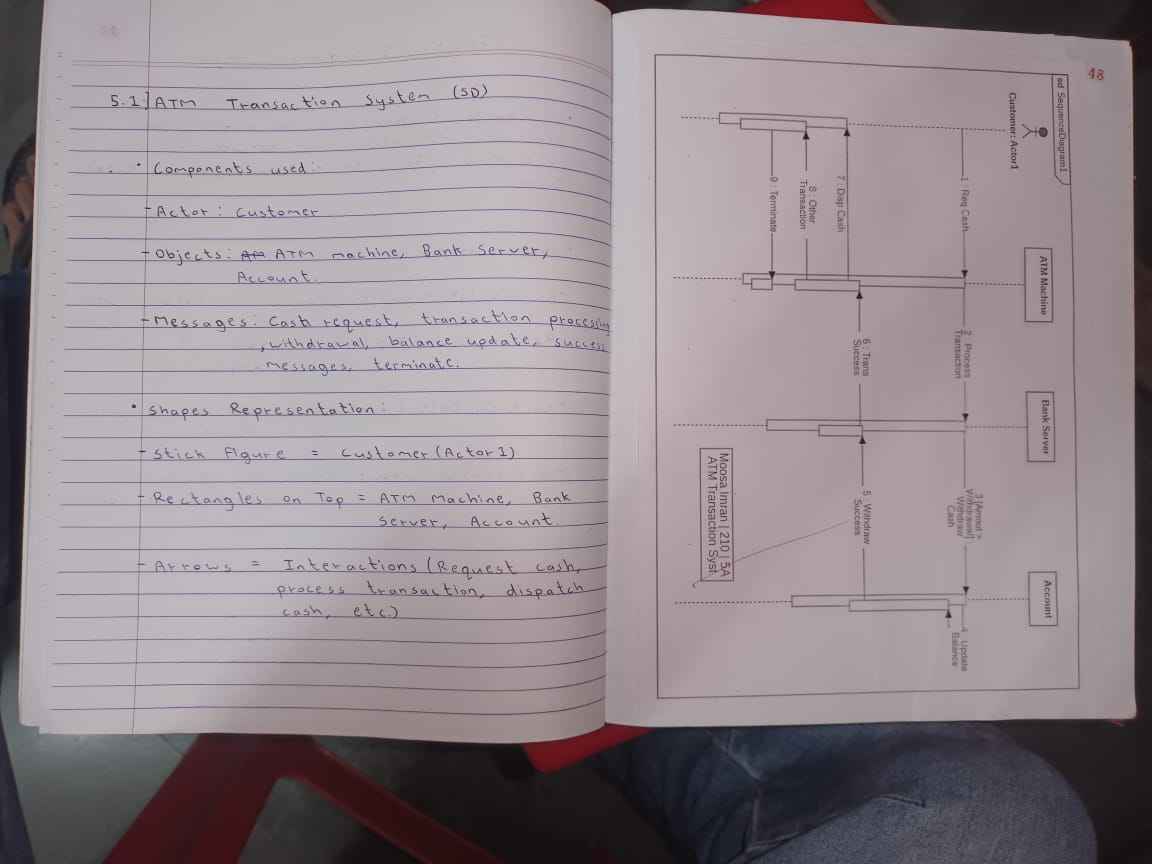 5.1.] ATM Transaction System (SD)
• Components used:
- Actor: Customer
- Objects: ATM machine, Bank Server,
Account.
- Messages: Cash request, transaction processing
, withdrawal, balance update, success
messages, terminate.
• Shapes Representation:
- Stick Figure = Customer (Actor 1)
- Rectangles on Top = ATM Machine, Bank
Server, Account.
- Arrows = Interactions (Request cash,
process transaction, dispatch
cash, etc.)
48
sd SequenceDiagram1
Customer: Actor1
ATM Machine
Bank Server
Account
1 : Req Cash
2 : Process
Transaction
3 [Amout >
Withdrawal] :
Withdraw
Cash
4 : Update
Balance
5 : Withdraw
Success
6 : Trans
Success
7 : Disp Cash
8 : Other
Transaction
9 : Terminate
Moosa Imran | 210 | 5A
ATM Transaction Syst